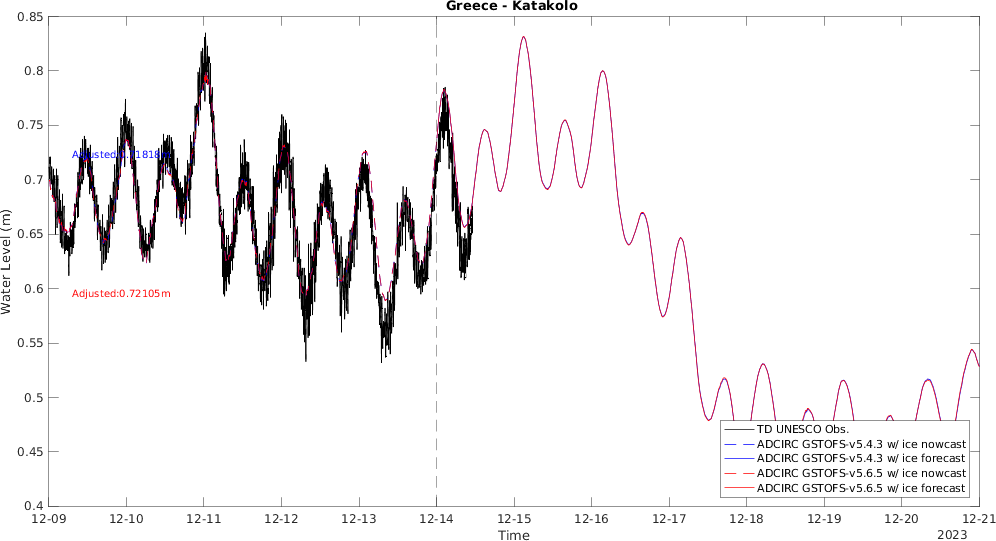 Greece - Katakolo
0.85
0.8
0.75
0.7
0.65
0.6
0.55
0.5
0.45
0.4
Water Level (m)
Adjusted:0.72105m
TD UNESCO Obs.
ADCIRC GSTOFS-v5.4.3 w/ ice nowcast
ADCIRC GSTOFS-v5.4.3 w/ ice forecast
ADCIRC GSTOFS-v5.6.5 w/ ice nowcast
ADCIRC GSTOFS-v5.6.5 w/ ice forecast
12-09 12-10 12-11 12-12 12-13 12-14 12-15 12-16 12-17 12-18 12-19 12-20 12-21
Time
2023